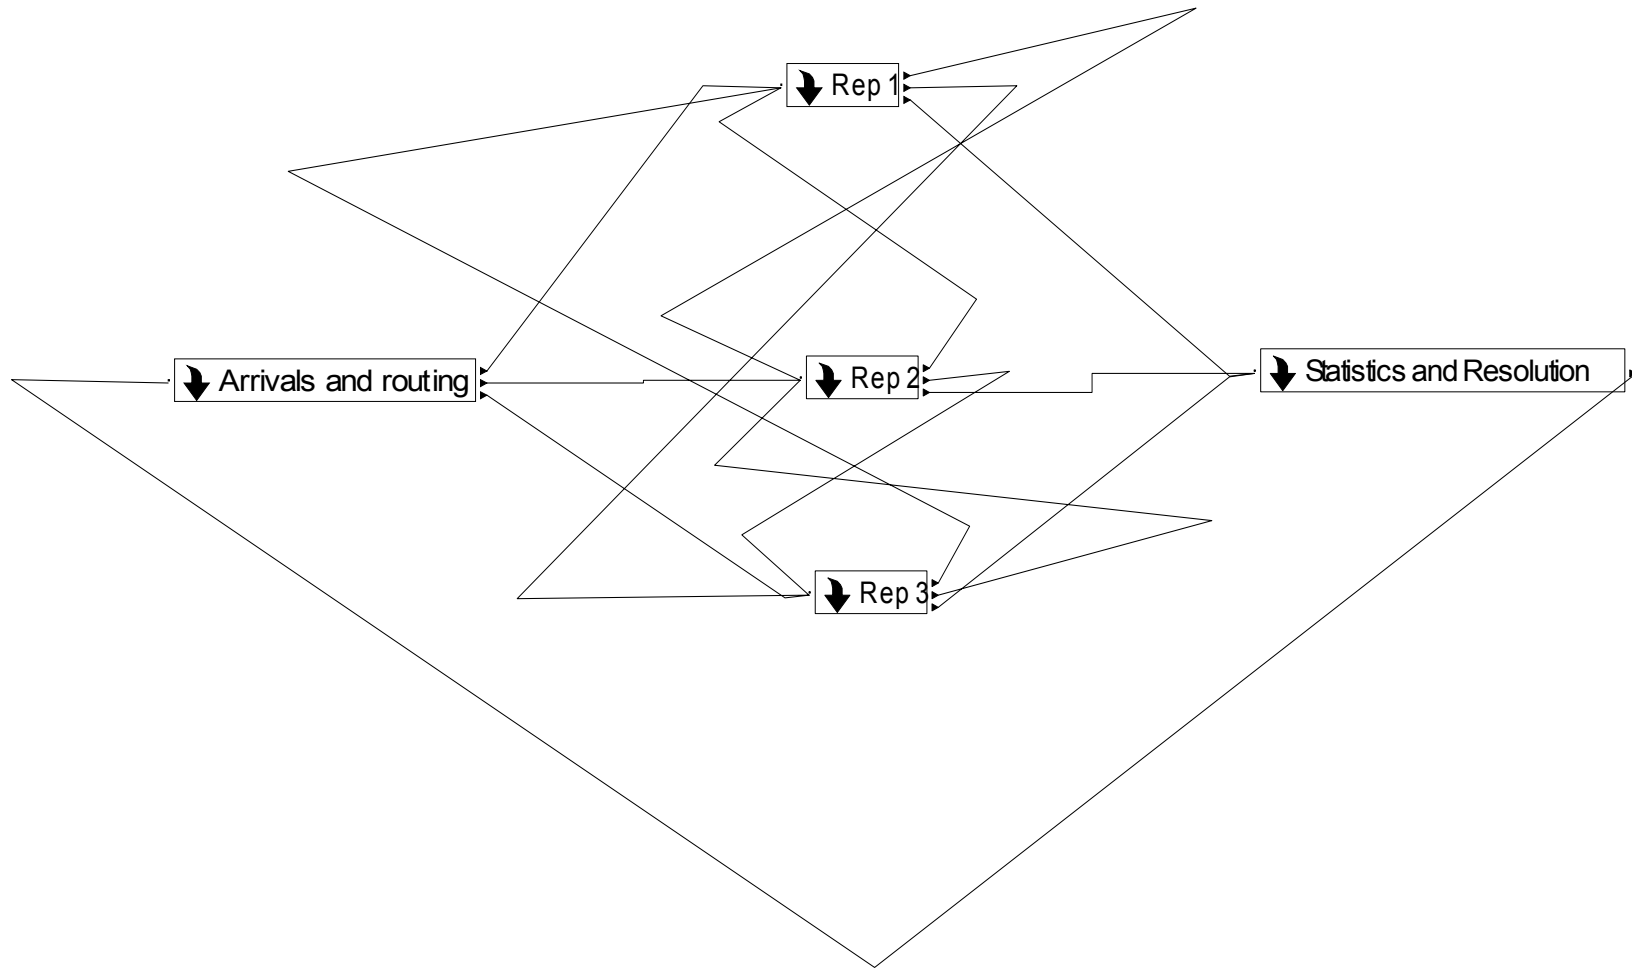 Rep 1
Arrivals and routing
Rep 2
Statistics and Resolution
Rep 3